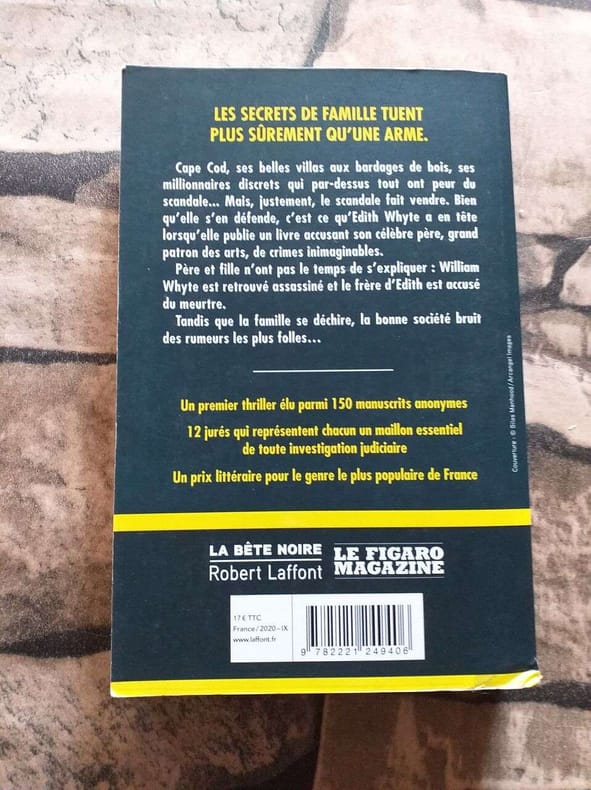 LES SECRETS DE FAMILLE TUENT
PLUS SÛREMENT QU'UNE ARME.
Cape Cod, ses belles villas aux bardages de bois, ses
millionnaires discrets qui par-dessus tout ont peur du
scandale... Mais, justement, le scandale fait vendre. Bien
qu'elle s'en défende, c'est ce qu'Edith Whyte a en tête
lorsqu'elle publie un livre accusant son célèbre père, grand
patron des arts, de crimes inimaginables.
Père et fille n'ont pas le temps de s'expliquer : William
Whyte est retrouvé assassiné et le frère d'Edith est accusé
du meurtre.
Tandis que la famille se déchire, la bonne société bruit
des rumeurs les plus folles...
Un premier thriller élu parmi 150 manuscrits anonymes
12 jurés qui représentent chacun un maillon essentiel
de toute investigation judiciaire
Un prix littéraire pour le genre le plus populaire de France
Couverture : © Silas Manhood / Arcangel Images
LA BÊTE NOIRE
Robert Laffont
LE FIGARO
MAGAZINE
17 € TTC
France / 2020-IX
www.laffont.fr
9 782221 249406